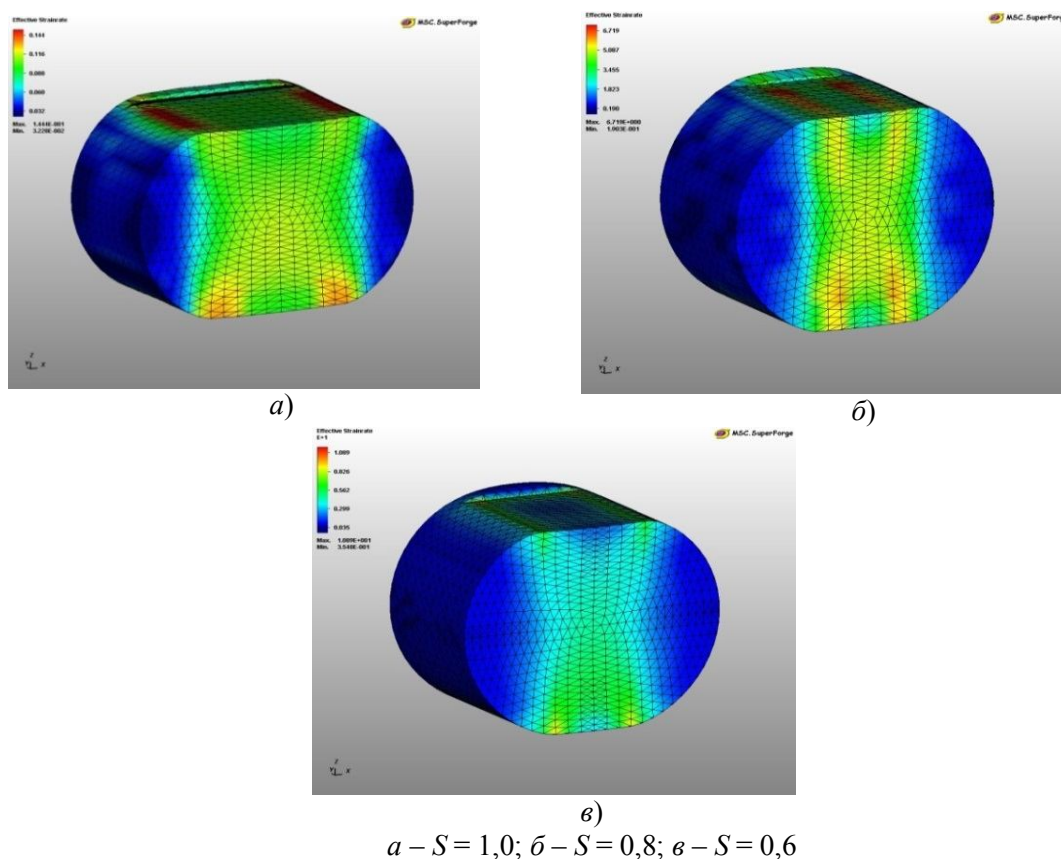 Effective Strainrate
MSC.SuperForge
0.144
0.116
0.088
0.060
0.032
Max. 1.444E-001
Min. 3.228E-002
Z
X
а)
Effective Strainrate
MSC.SuperForge
6.719
5.087
3.455
1.823
0.190
Max. 6.719E+000
Min. 1.903E-001
Z
X
б)
Effective Strainrate
E+1
MSC.SuperForge
1.089
0.826
0.562
0.299
0.035
Max. 1.089E+001
Min. 3.548E-001
Z
X
в)
а – S = 1,0; б – S = 0,8; в – S = 0,6